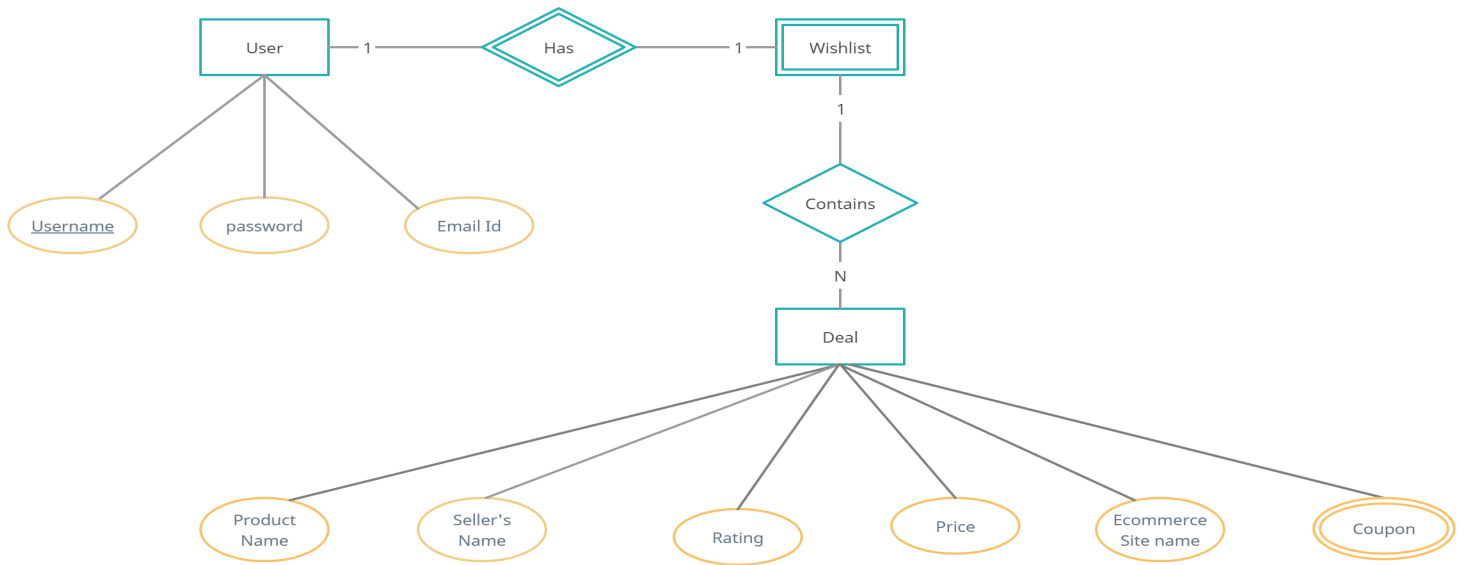 User
1
Has
1
Wishlist
1
Contains
N
Username
password
Email Id
Deal
Product
Name
Seller's
Name
Rating
Price
Ecommerce
Site name
Coupon